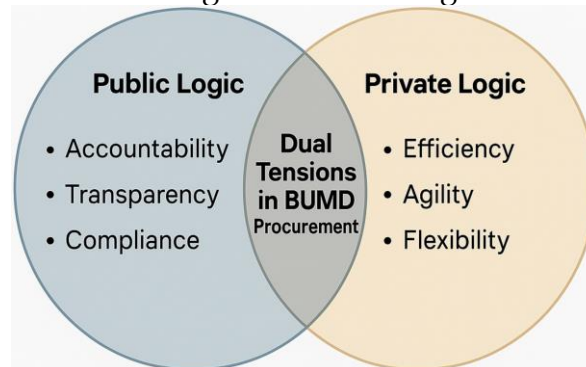 Public Logic
• Accountability
• Transparency
• Compliance
Dual
Tensions
in BUMD
Procurement
Private Logic
• Efficiency
• Agility
• Flexibility